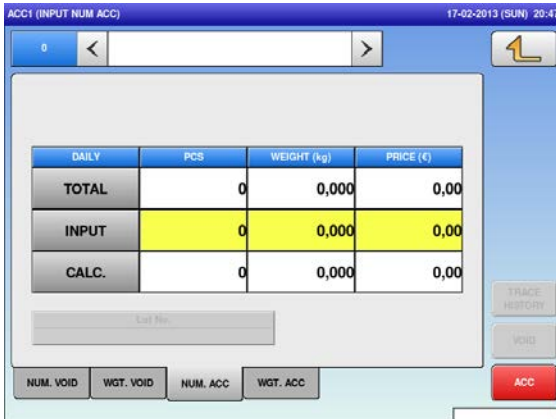 ACC1 (INPUT NUM ACC) 17-02-2013 (SUN) 20:47
0
DAILY PCS WEIGHT (kg) PRICE (€)
TOTAL 0 0,000 0,00
INPUT 0 0,000 0,00
CALC. 0 0,000 0,00
TRACE
HISTORY
Lot No.
VOID
NUM. VOID WGT. VOID NUM. ACC WGT. ACC ACC